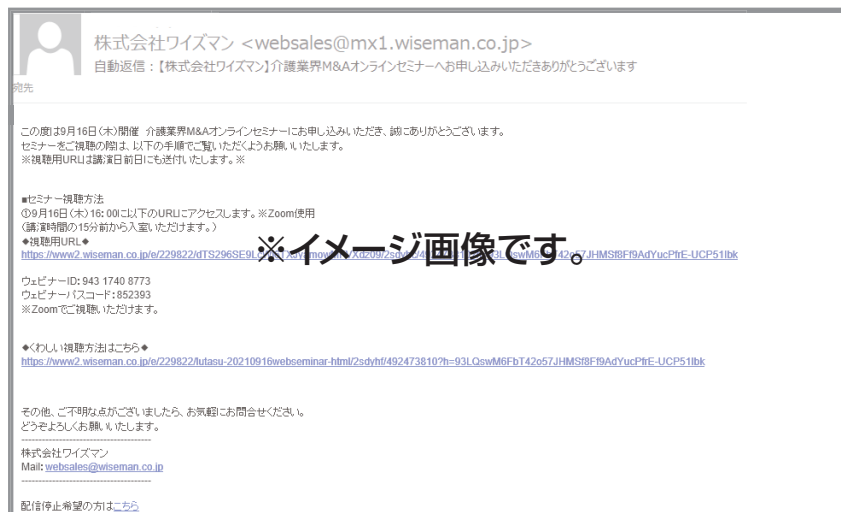 株式会社ワイズマン <websales@mx1.wiseman.co.jp>
自動返信：【株式会社ワイズマン】介護業界M&Aオンラインセミナーへお申し込みいただきありがとうございます
宛先
この度は9月16日（木）開催 介護業界M&Aオンラインセミナーにお申し込みいただき、誠にありがとうございます。
セミナーをご視聴の際は、以下の手順でご覧いただくようお願いいたします。
※視聴用URLは講演日前日にも送付いたします。※
■セミナー視聴方法
①9月16日（木）16：00に以下のURLにアクセスします。※Zoom使用
（講演時間の15分前から入室いただけます。）
◆視聴用URL◆
※イメージ画像です。
ウェビナーID: 943 1740 8773
ウェビナーパスコード: 852393
※Zoomでご視聴いただけます。
◆くわしい視聴方法はこちら◆
https://www2.wiseman.co.jp/e/229822/lutasu-20210916webseminar-html/2sdyhf/492473810?h=93LQswM6FbT42o57JHMSf8Ff9AdYucPfrE-UCP51lbk
その他、ご不明な点がございましたら、お気軽にお問合せください。
どうぞよろしくお願いいたします。
--------------------------------------
株式会社ワイズマン
Mail: websales@wiseman.co.jp
--------------------------------------
配信停止希望の方はこちら